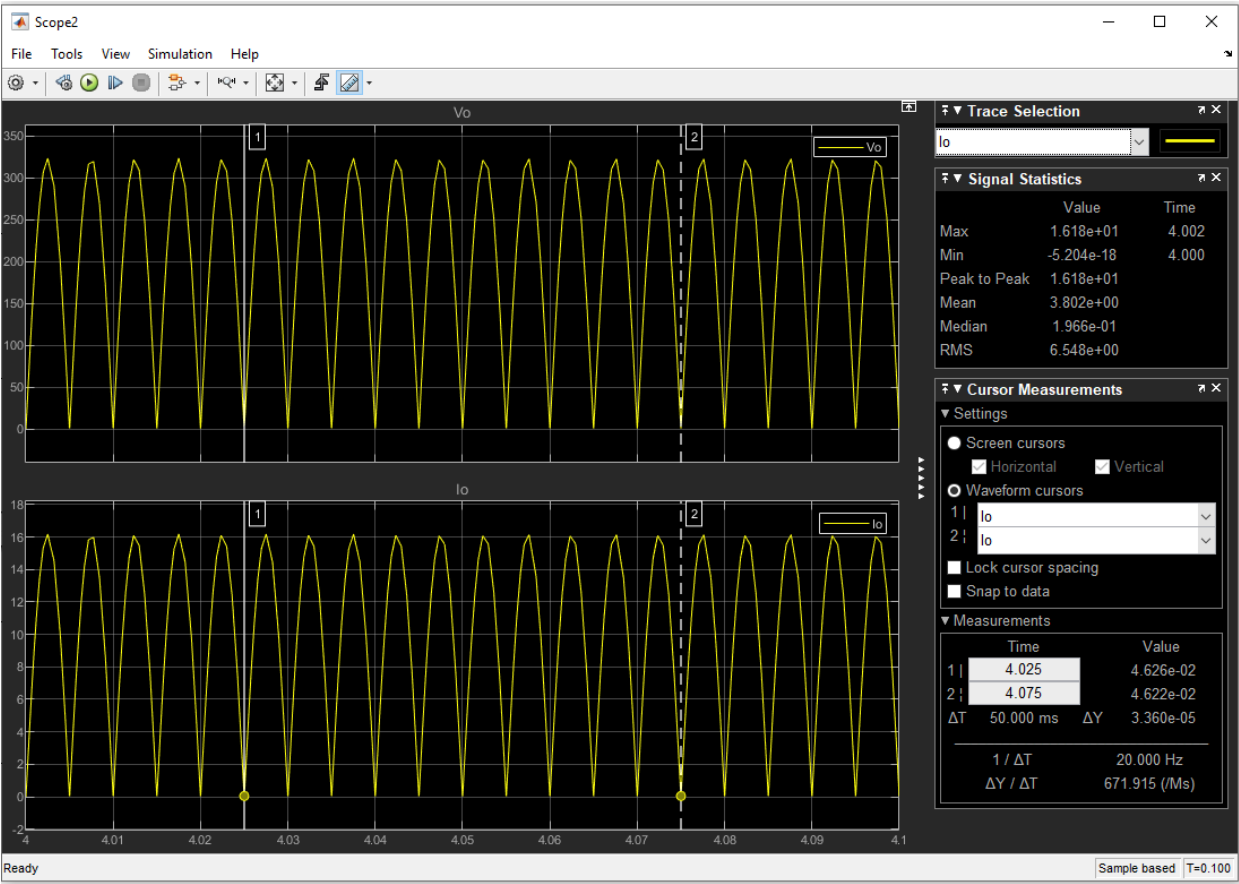 Scope2
File Tools View Simulation Help
Vo
1
2
Vo
350
300
250
200
150
100
50
0
Io
1
2
Io
18
16
14
12
10
8
6
4
2
0
-2
4 4.01 4.02 4.03 4.04 4.05 4.06 4.07 4.08 4.09 4.1
Trace Selection
Io
Signal Statistics
Value Time
Max 1.618e+01 4.002
Min -5.204e-18 4.000
Peak to Peak 1.618e+01
Mean 3.802e+00
Median 1.966e-01
RMS 6.548e+00
Cursor Measurements
Settings
Screen cursors
Horizontal Vertical
Waveform cursors
1 | Io
2 ¦ Io
Lock cursor spacing
Snap to data
Measurements
Time Value
1 | 4.025 4.626e-02
2 ¦ 4.075 4.622e-02
ΔT 50.000 ms ΔY 3.360e-05
1 / ΔT 20.000 Hz
ΔY / ΔT 671.915 (/Ms)
Ready
Sample based T=0.100